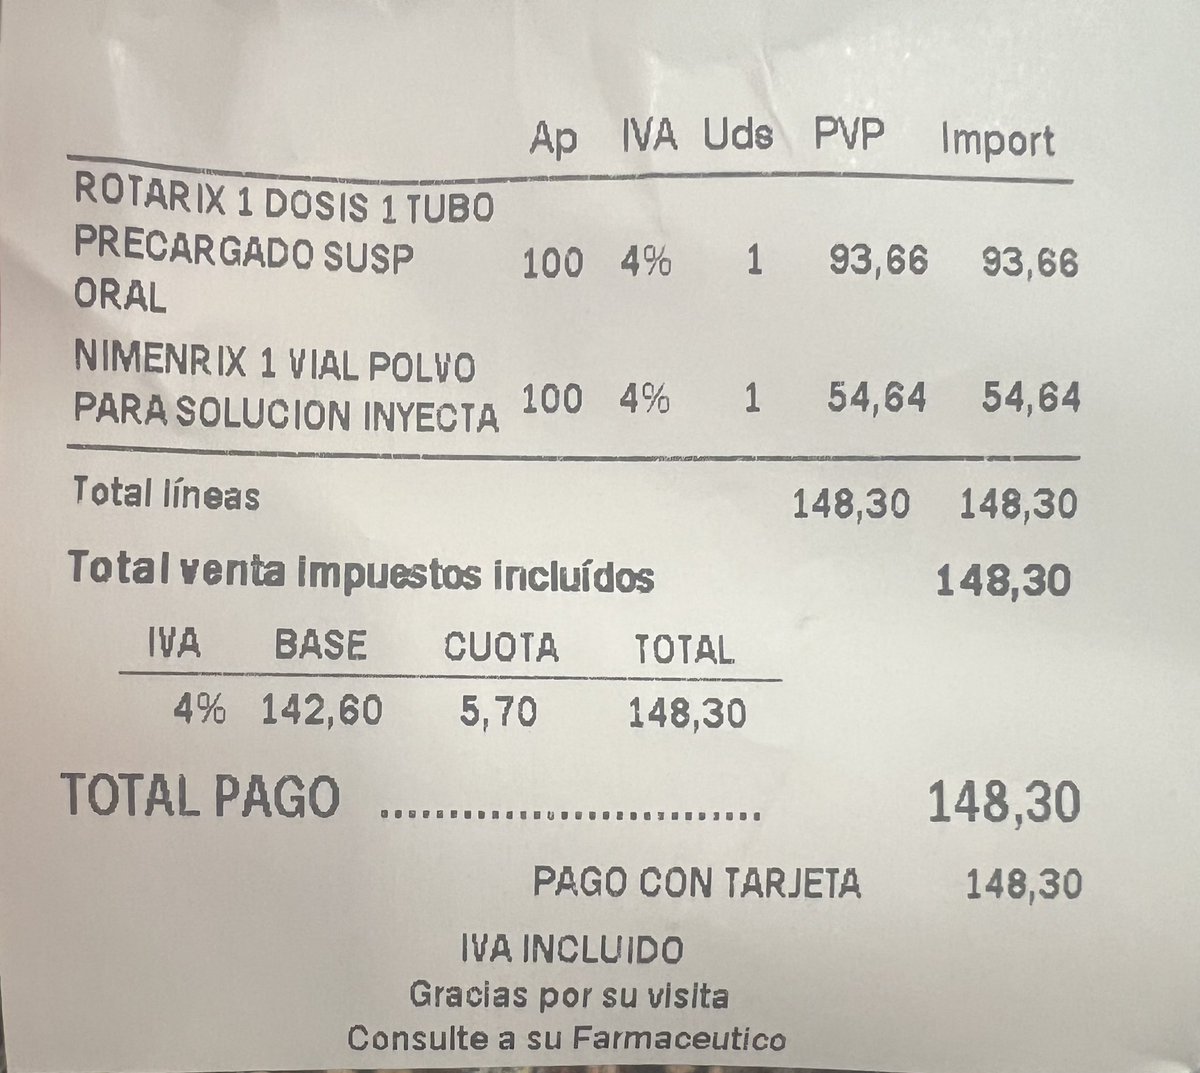 Ap IVA Uds PVP Import
ROTARIX 1 DOSIS 1 TUBO
PRECARGADO SUSP 100 4% 1 93,66 93,66
ORAL
NIMENRIX 1 VIAL POLVO
PARA SOLUCION INYECTA 100 4% 1 54,64 54,64
Total líneas 148,30 148,30
Total venta impuestos incluídos 148,30
IVA BASE CUOTA TOTAL
4% 142,60 5,70 148,30
TOTAL PAGO ............................ 148,30
PAGO CON TARJETA 148,30
IVA INCLUIDO
Gracias por su visita
Consulte a su Farmaceutico